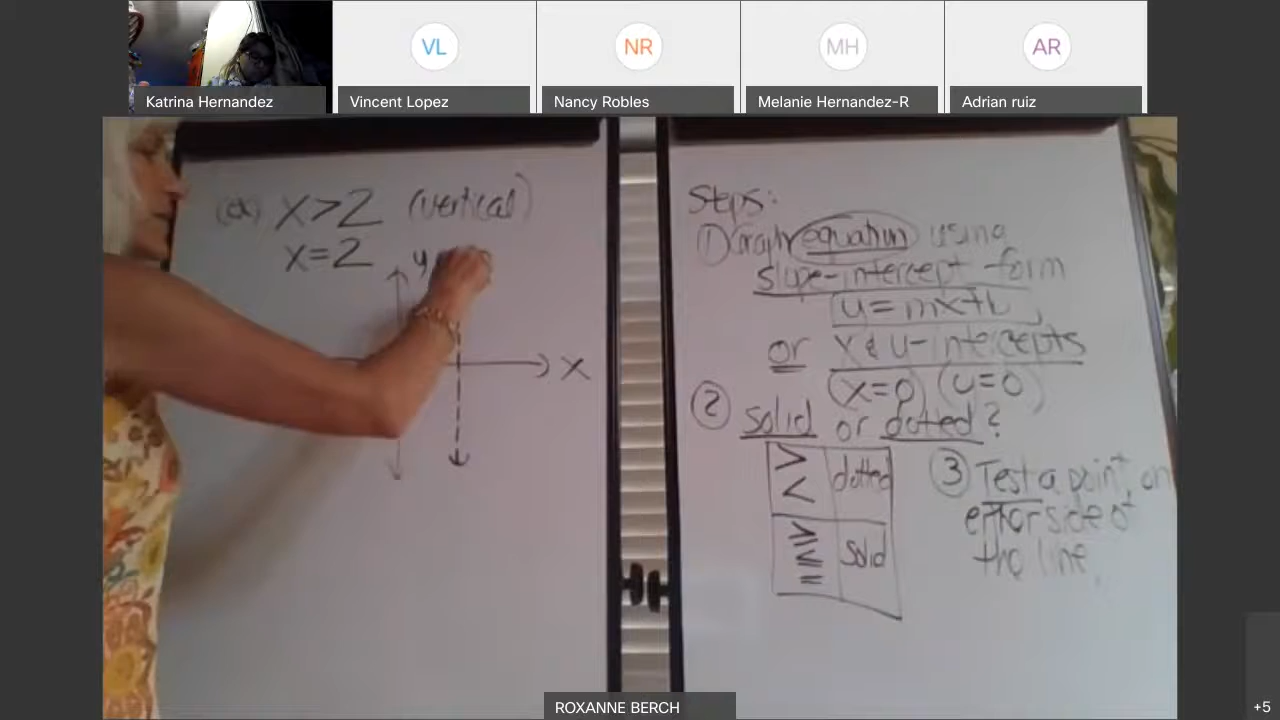 VL
NR
MH
AR
Katrina Hernandez
Vincent Lopez
Nancy Robles
Melanie Hernandez-R
Adrian ruiz
(ex) x>2 (vertical)
x=2
y
x
Steps:
① Graph equation using
slope-intercept form
y=mx+b
or x & y-intercepts
(x=0) (y=0)
② solid or dotted?
> < dotted
≥ ≤ = solid
③ Test a point on
either side of
the line.
ROXANNE BERCH
+5